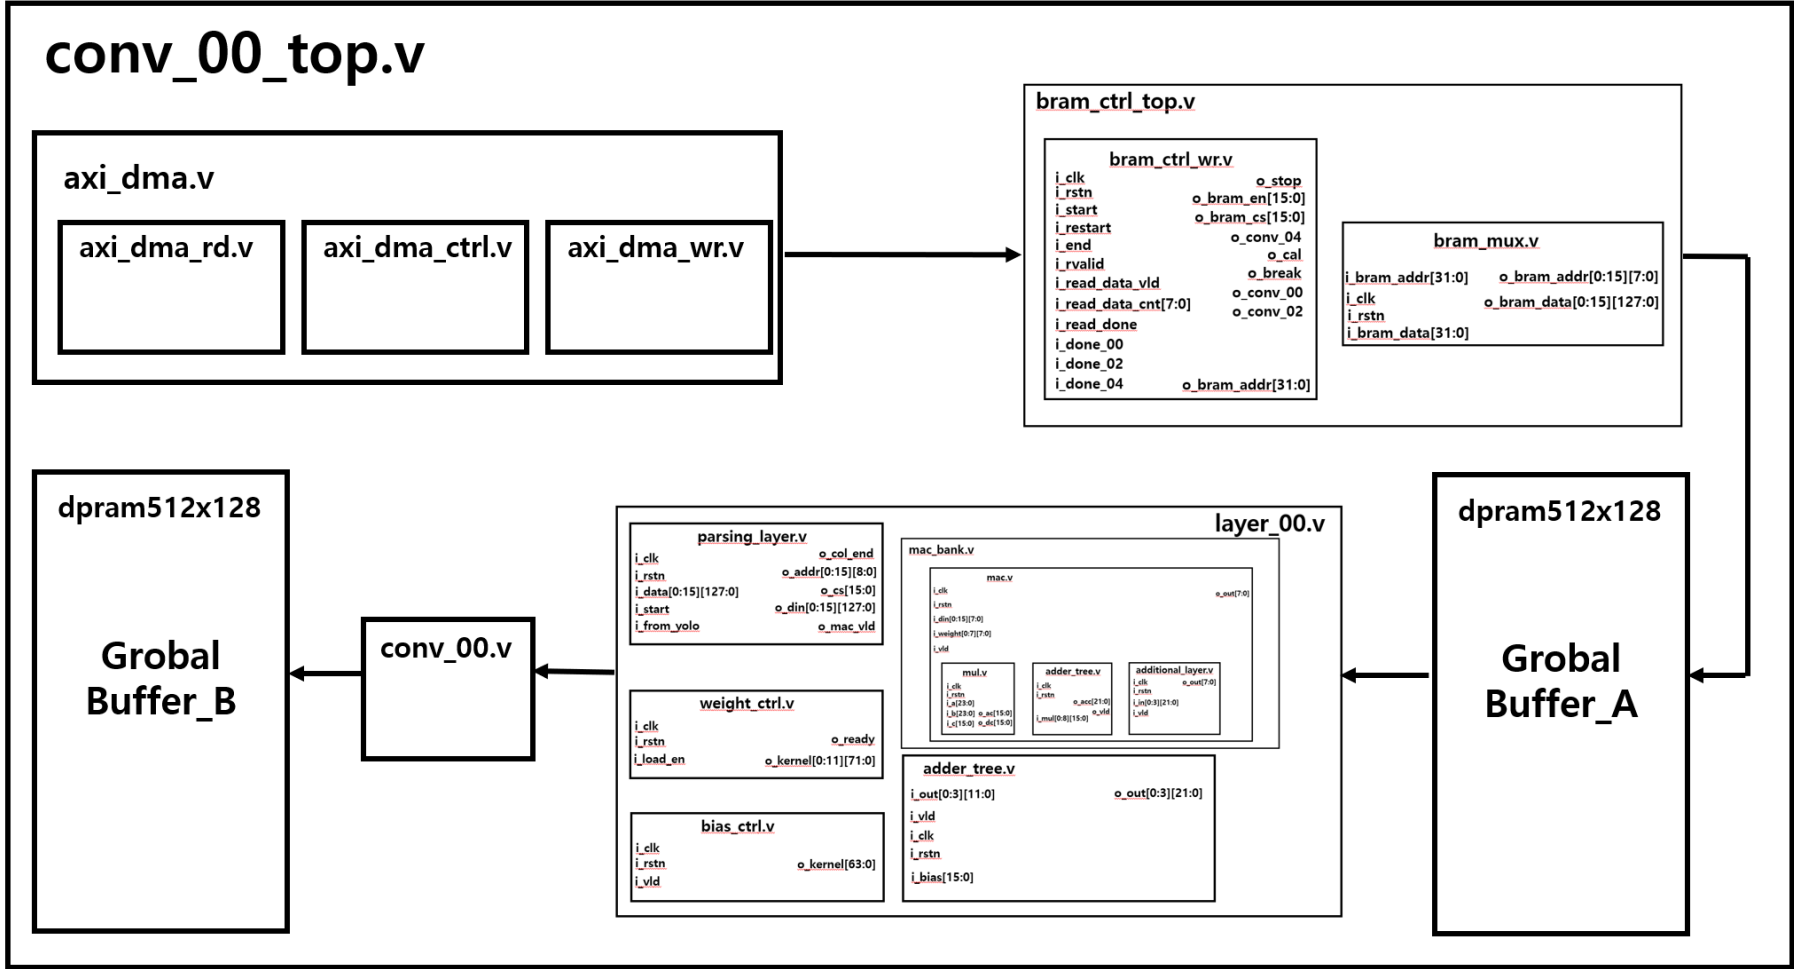 conv_00_top.v
axi_dma.v
axi_dma_rd.v
axi_dma_ctrl.v
axi_dma_wr.v
bram_ctrl_top.v
bram_ctrl_wr.v
i_clk
i_rstn
i_start
i_restart
i_end
i_rvalid
i_read_data_vld
i_read_data_cnt[7:0]
i_read_done
i_done_00
i_done_02
i_done_04
o_stop
o_bram_en[15:0]
o_bram_cs[15:0]
o_conv_04
o_cal
o_break
o_conv_00
o_conv_02
o_bram_addr[31:0]
bram_mux.v
i_bram_addr[31:0]
i_clk
i_rstn
i_bram_data[31:0]
o_bram_addr[0:15][7:0]
o_bram_data[0:15][127:0]
dpram512x128
Grobal
Buffer_B
conv_00.v
layer_00.v
parsing_layer.v
i_clk
i_rstn
i_data[0:15][127:0]
i_start
i_from_yolo
o_col_end
o_addr[0:15][8:0]
o_cs[15:0]
o_din[0:15][127:0]
o_mac_vld
weight_ctrl.v
i_clk
i_rstn
i_load_en
o_ready
o_kernel[0:11][71:0]
bias_ctrl.v
i_clk
i_rstn
i_vld
o_kernel[63:0]
mac_bank.v
mac.v
i_clk
i_rstn
i_din[0:15][7:0]
i_weight[0:7][7:0]
i_vld
o_out[7:0]
mul.v
i_clk
i_rstn
i_a[23:0]
i_b[23:0] o_ac[15:0]
i_c[15:0] o_dc[15:0]
adder_tree.v
i_clk
i_rstn
o_acc[21:0]
o_vld
i_mul[0:8][15:0]
additional_layer.v
i_clk
i_rstn
i_in[0:3][21:0]
i_vld
o_out[7:0]
adder_tree.v
i_out[0:3][11:0]
i_vld
i_clk
i_rstn
i_bias[15:0]
o_out[0:3][21:0]
dpram512x128
Grobal
Buffer_A